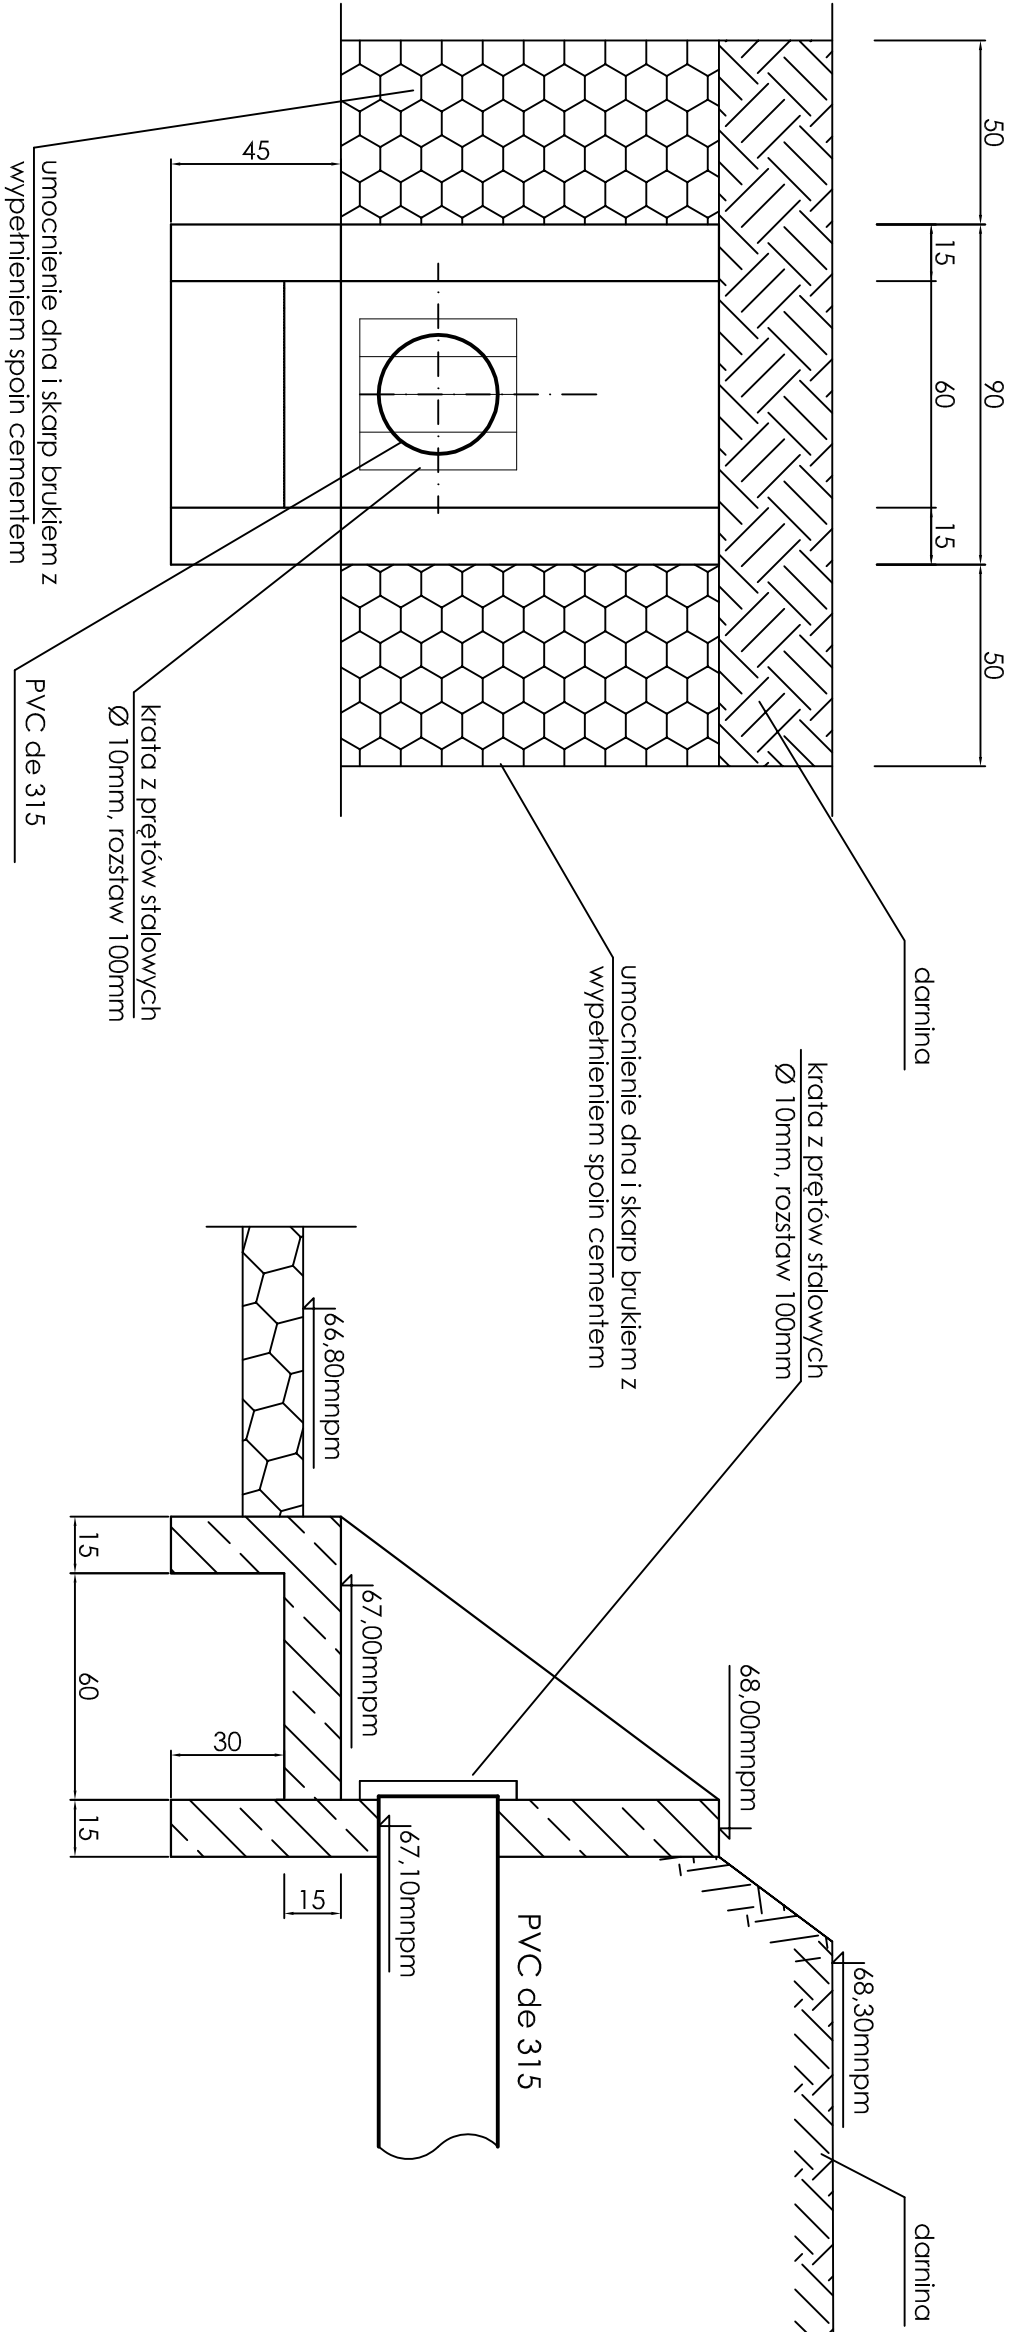 50
90
50
15
60
15
45
umocnienie dna i skarp brukiem z
wypełnieniem spoin cementem
PVC de 315
krata z prętów stalowych
Ø 10mm, rozstaw 100mm
umocnienie dna i skarp brukiem z
wypełnieniem spoin cementem
darnina
krata z prętów stalowych
Ø 10mm, rozstaw 100mm
66,80mnpm
67,00mnpm
68,00mnpm
67,10mnpm
68,30mnpm
PVC de 315
darnina
15
60
15
30
15